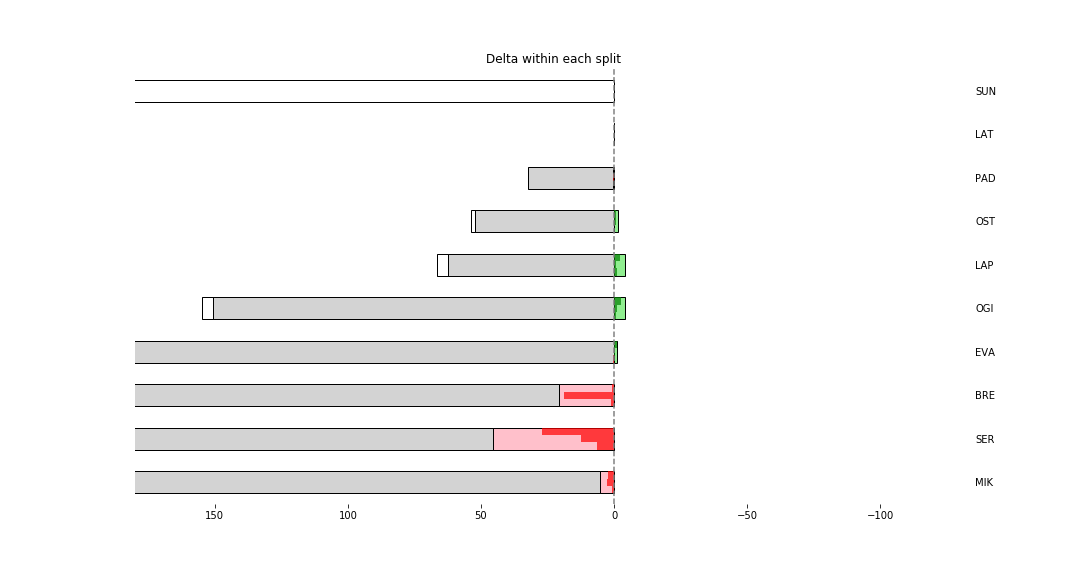 Delta within each split
SUN
LAT
PAD
OST
LAP
OGI
EVA
BRE
SER
MIK
150 100 50 0 −50 −100